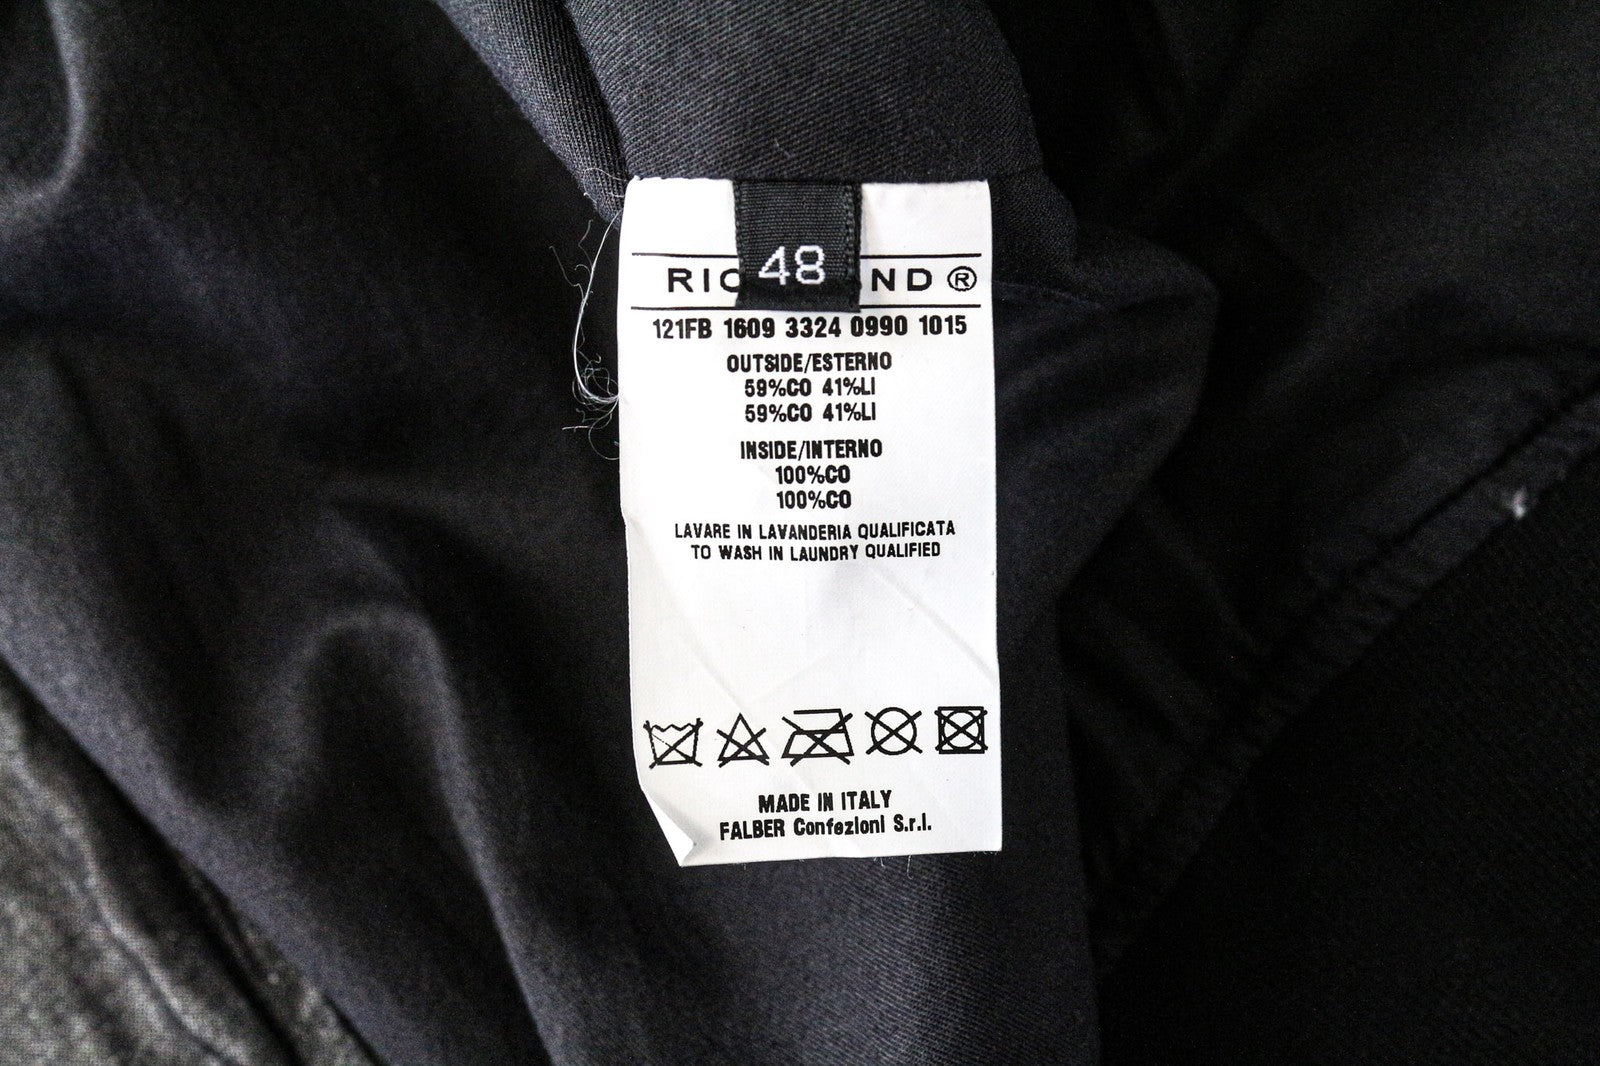 48
RIC ND ®
121FB 1609 3324 0990 1015
OUTSIDE/ESTERNO
59%CO 41%LI
59%CO 41%LI
INSIDE/INTERNO
100%CO
100%CO
LAVARE IN LAVANDERIA QUALIFICATA
TO WASH IN LAUNDRY QUALIFIED
MADE IN ITALY
FALBER Confezioni S.r.l.